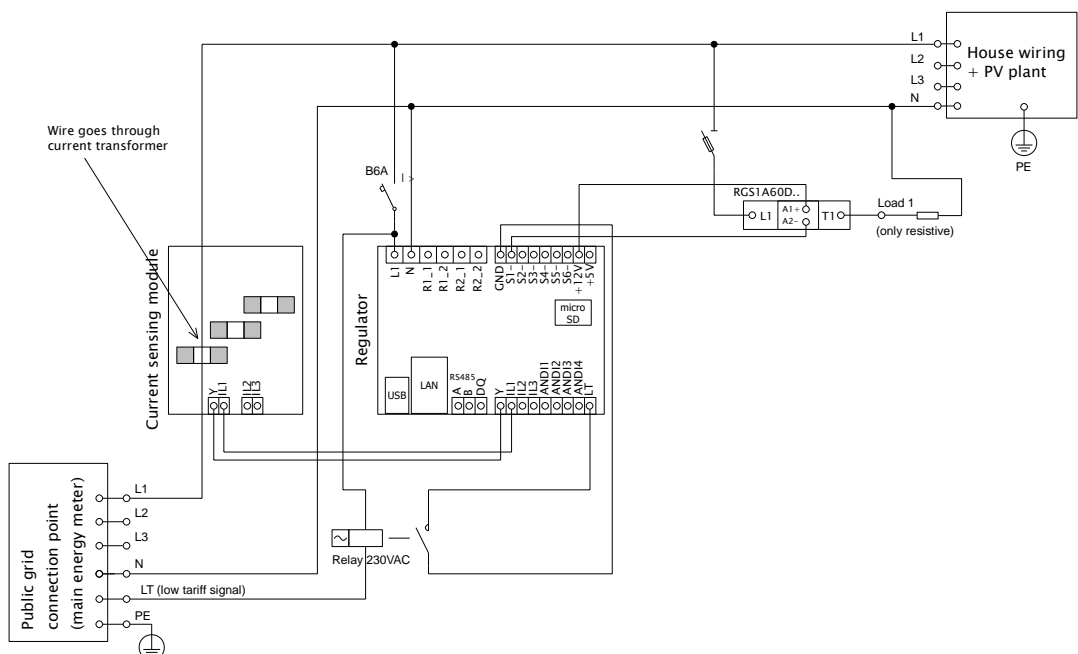 L1
L2
L3
N
House wiring
+ PV plant
PE
Wire goes through
current transformer
B6A
I >
RGS1A60D..
L1
A1+
A2-
T1
Load 1
(only resistive)
Current sensing module
Y
IL1
IL2
IL3
Regulator
L1
N
R1_1
R1_2
R2_1
R2_2
GND
S1-
S2-
S3-
S4-
S5-
S6-
+12V
+5V
micro
SD
USB
LAN
RS485
A
B
DQ
Y
IL1
IL2
IL3
ANDI1
ANDI2
ANDI3
ANDI4
LT
Public grid
connection point
(main energy meter)
L1
L2
L3
N
LT (low tariff signal)
PE
Relay 230VAC